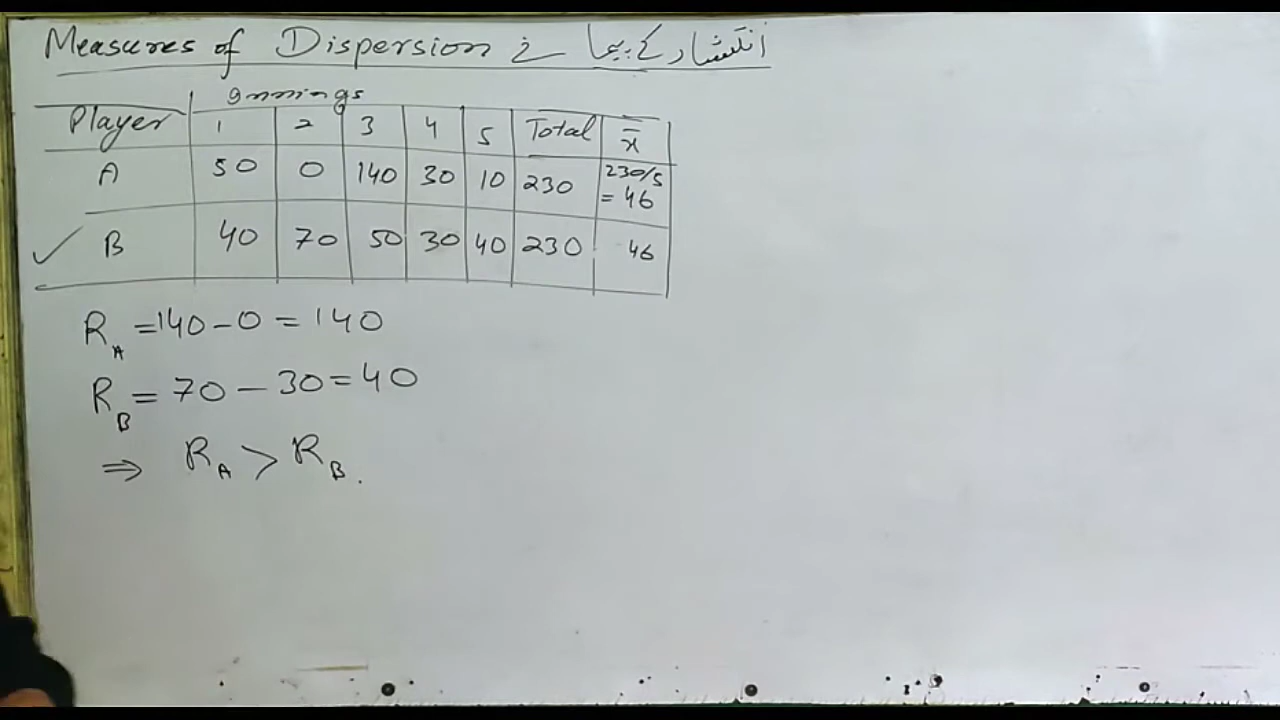 Measures of Dispersion انتشار کے پیمانے
Innings
Player 1 2 3 4 5 Total x̄
A 50 0 140 30 10 230 230/5 = 46
✓ B 40 70 50 30 40 230 46
R_A = 140 - 0 = 140
R_B = 70 - 30 = 40
⇒ R_A > R_B.